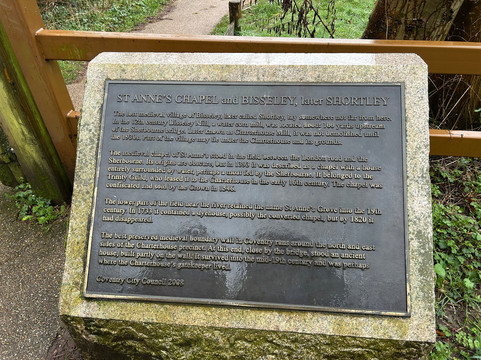 ST ANNE'S CHAPEL and BISSELEY, later SHORTLEY
The lost medieval village of Bisseley, later called Shortley, lay somewhere not far from here.
In the 12th century Bisseley Mill, a water corn mill, was located about 100 yards upstream
of the Sherbourne bridge. Later known as Charterhouse Mill, it was not demolished until
the Part of the village may lie under the Charterhouse and its grounds.
The medieval chapel of St Anne stood in the field between the London road and the
Sherbourne. Its origins are obscure, but in 1393 it was described as a chapel with a house
entirely surrounded by water, perhaps a moat fed by the Sherbourne. It belonged to the
Trinity Guild, who leased it to the Charterhouse in the early 16th century. The chapel was
confiscated and sold by the Crown in
The lower part of the field near the river retained the name St Anne's Grove into the 19th
century. In 1733 it contained a dyehouse, possibly the converted chapel, but by 1820 it
had disappeared.
The best preserved medieval boundary wall in Coventry runs around the north and east
sides of the Charterhouse precinct. At this end, close by the bridge, stood an ancient
house, built partly on the wall. It survived into the mid-19th century and was perhaps
where the Charterhouse's gatekeeper lived.
Coventry City Council 2008